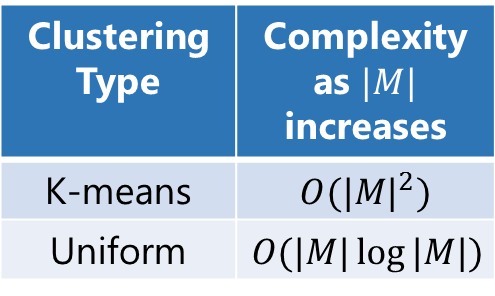 Clustering
Type
Complexity
as |𝑀|
increases
K-means
𝑂(|𝑀|²)
Uniform
𝑂(|𝑀| log |𝑀|)